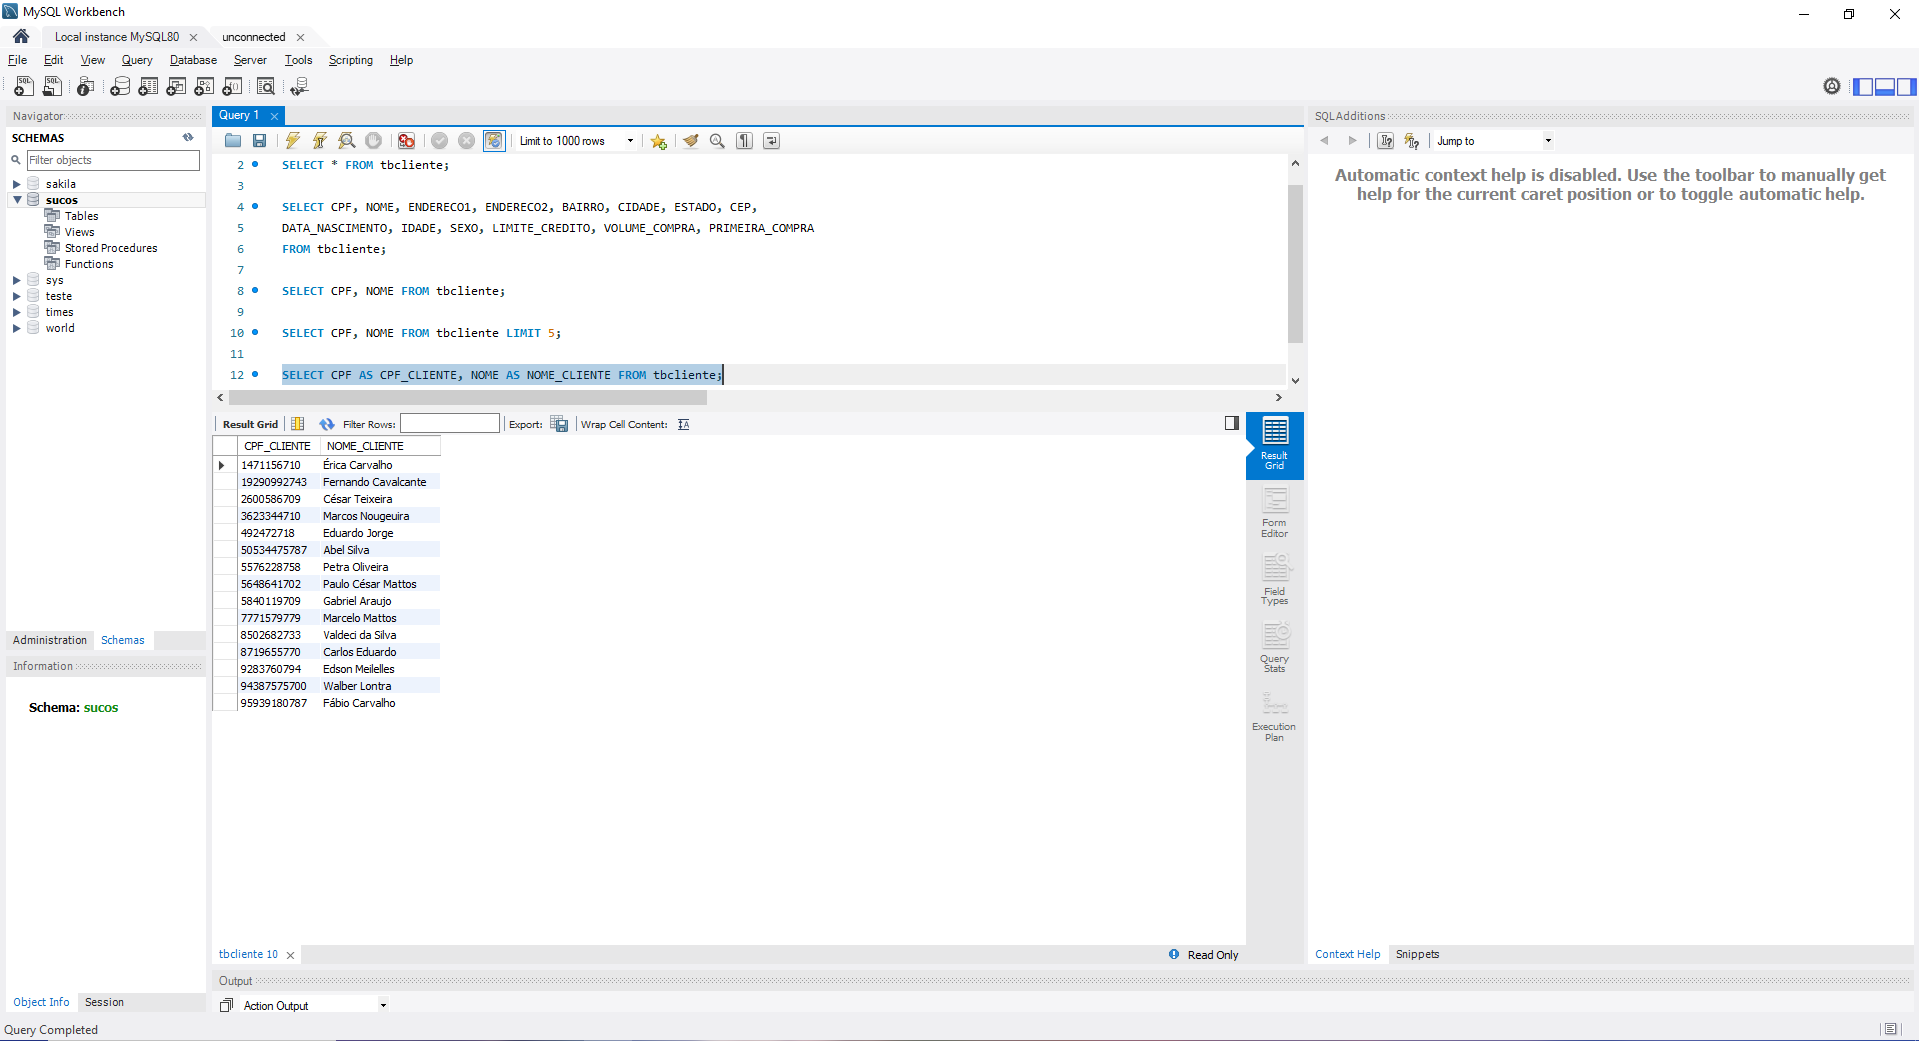 MySQL Workbench
Local instance MySQL80
unconnected
File Edit View Query Database Server Tools Scripting Help
Navigator
SCHEMAS
Filter objects
sakila
sucos
Tables
Views
Stored Procedures
Functions
sys
teste
times
world
Administration Schemas
Information
Schema: sucos
Object Info Session
Query 1
Limit to 1000 rows
2 SELECT * FROM tbcliente;
3
4 SELECT CPF, NOME, ENDERECO1, ENDERECO2, BAIRRO, CIDADE, ESTADO, CEP,
5 DATA_NASCIMENTO, IDADE, SEXO, LIMITE_CREDITO, VOLUME_COMPRA, PRIMEIRA_COMPRA
6 FROM tbcliente;
7
8 SELECT CPF, NOME FROM tbcliente;
9
10 SELECT CPF, NOME FROM tbcliente LIMIT 5;
11
12 SELECT CPF AS CPF_CLIENTE, NOME AS NOME_CLIENTE FROM tbcliente;
Result Grid Filter Rows: Export: Wrap Cell Content:
CPF_CLIENTE NOME_CLIENTE
1471156710 Érica Carvalho
19290992743 Fernando Cavalcante
2600586709 César Teixeira
3623344710 Marcos Nougeuira
492472718 Eduardo Jorge
50534475787 Abel Silva
5576228758 Petra Oliveira
5648641702 Paulo César Mattos
5840119709 Gabriel Araujo
7771579779 Marcelo Mattos
8502682733 Valdeci da Silva
8719655770 Carlos Eduardo
9283760794 Edson Meilelles
94387575700 Walber Lontra
95939180787 Fábio Carvalho
Result
Grid
Form
Editor
Field
Types
Query
Stats
Execution
Plan
tbcliente 10
Read Only
Output
Action Output
SQLAdditions
Jump to
Automatic context help is disabled. Use the toolbar to manually get
help for the current caret position or to toggle automatic help.
Context Help Snippets
Query Completed